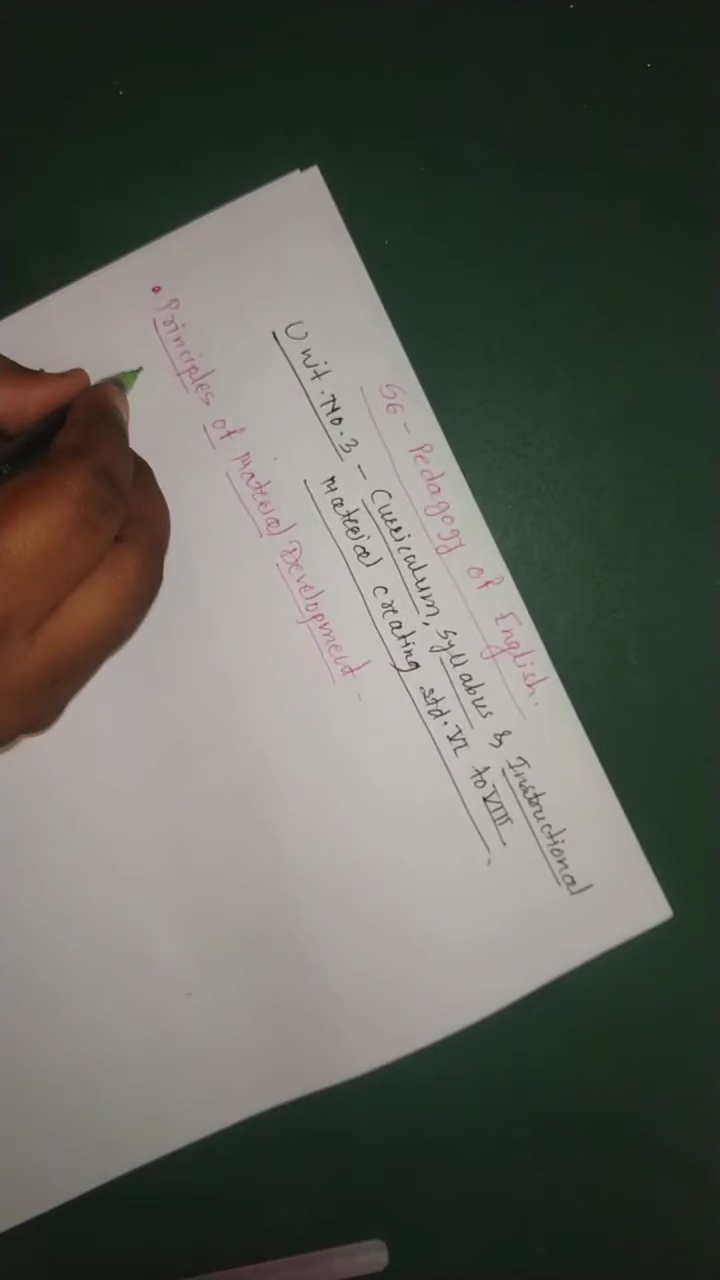 S6 - Pedagogy of English.
Unit.No.3 - Curriculum, Syllabus & Instructional
Material creating std.VI to VIII
• Principles of Material Development -